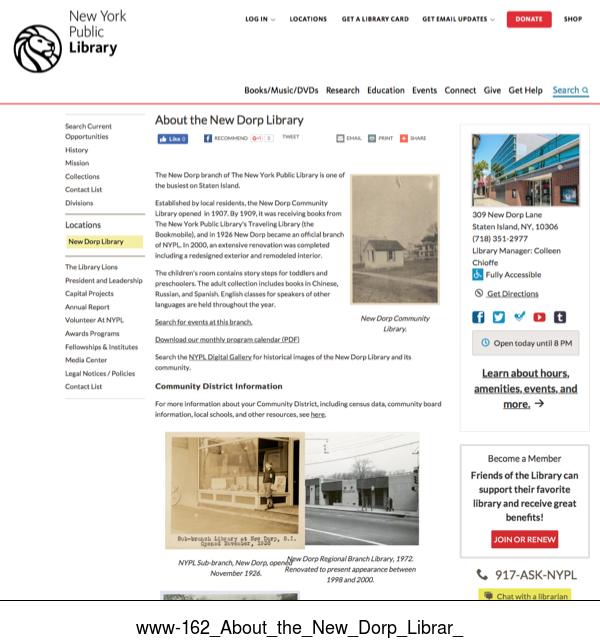 New York
Public
Library
LOG IN
LOCATIONS
GET A LIBRARY CARD
GET EMAIL UPDATES
DONATE
SHOP
Books/Music/DVDs
Research
Education
Events
Connect
Give
Get Help
Search
Search Current
Opportunities
History
Mission
Collections
Contact List
Divisions
Locations
New Dorp Library
The Library Lions
President and Leadership
Capital Projects
Annual Report
Volunteer At NYPL
Awards Programs
Fellowships & Institutes
Media Center
Legal Notices / Policies
Contact List
About the New Dorp Library
Like 0
RECOMMEND
G+1
0
TWEET
EMAIL
PRINT
SHARE
The New Dorp branch of The New York Public Library is one of
the busiest on Staten Island.
Established by local residents, the New Dorp Community
Library opened in 1907. By 1909, it was receiving books from
The New York Public Library's Traveling Library (the
Bookmobile), and in 1926 New Dorp became an official branch
of NYPL. In 2000, an extensive renovation was completed
including a redesigned exterior and remodeled interior.
The children's room contains story steps for toddlers and
preschoolers. The adult collection includes books in Chinese,
Russian, and Spanish. English classes for speakers of other
languages are held throughout the year.
New Dorp Community
Library.
Search for events at this branch.
Download our monthly program calendar (PDF)
Search the NYPL Digital Gallery for historical images of the New Dorp Library and its
community.
Community District Information
For more information about your Community District, including census data, community board
information, local schools, and other resources, see here.
Sub-branch Library at New Dorp, S.I.
Opened November, 1926
NYPL Sub-branch, New Dorp, opened
November 1926.
New Dorp Regional Branch Library, 1972.
Renovated to present appearance between
1998 and 2000.
309 New Dorp Lane
Staten Island, NY, 10306
(718) 351-2977
Library Manager: Colleen
Chioffe
Fully Accessible
Get Directions
Open today until 8 PM
Learn about hours,
amenities, events, and
more. →
Become a Member
Friends of the Library can
support their favorite
library and receive great
benefits!
JOIN OR RENEW
917-ASK-NYPL
Chat with a librarian
www-162_About_the_New_Dorp_Librar_